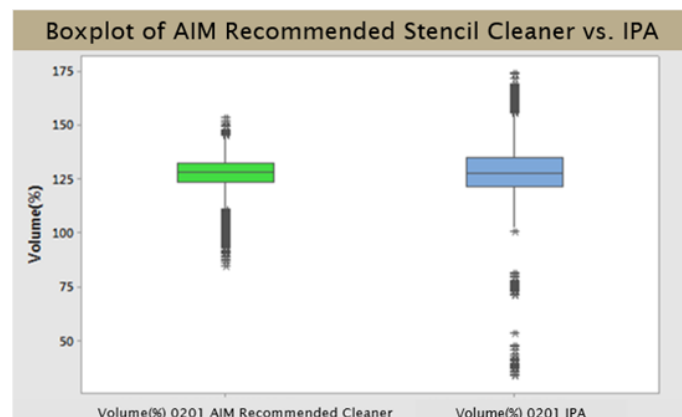 Boxplot of AIM Recommended Stencil Cleaner vs. IPA
175
150
125
100
75
50
Volume(%)
Volume(%) 0201 AIM Recommended Cleaner
Volume(%) 0201 IPA